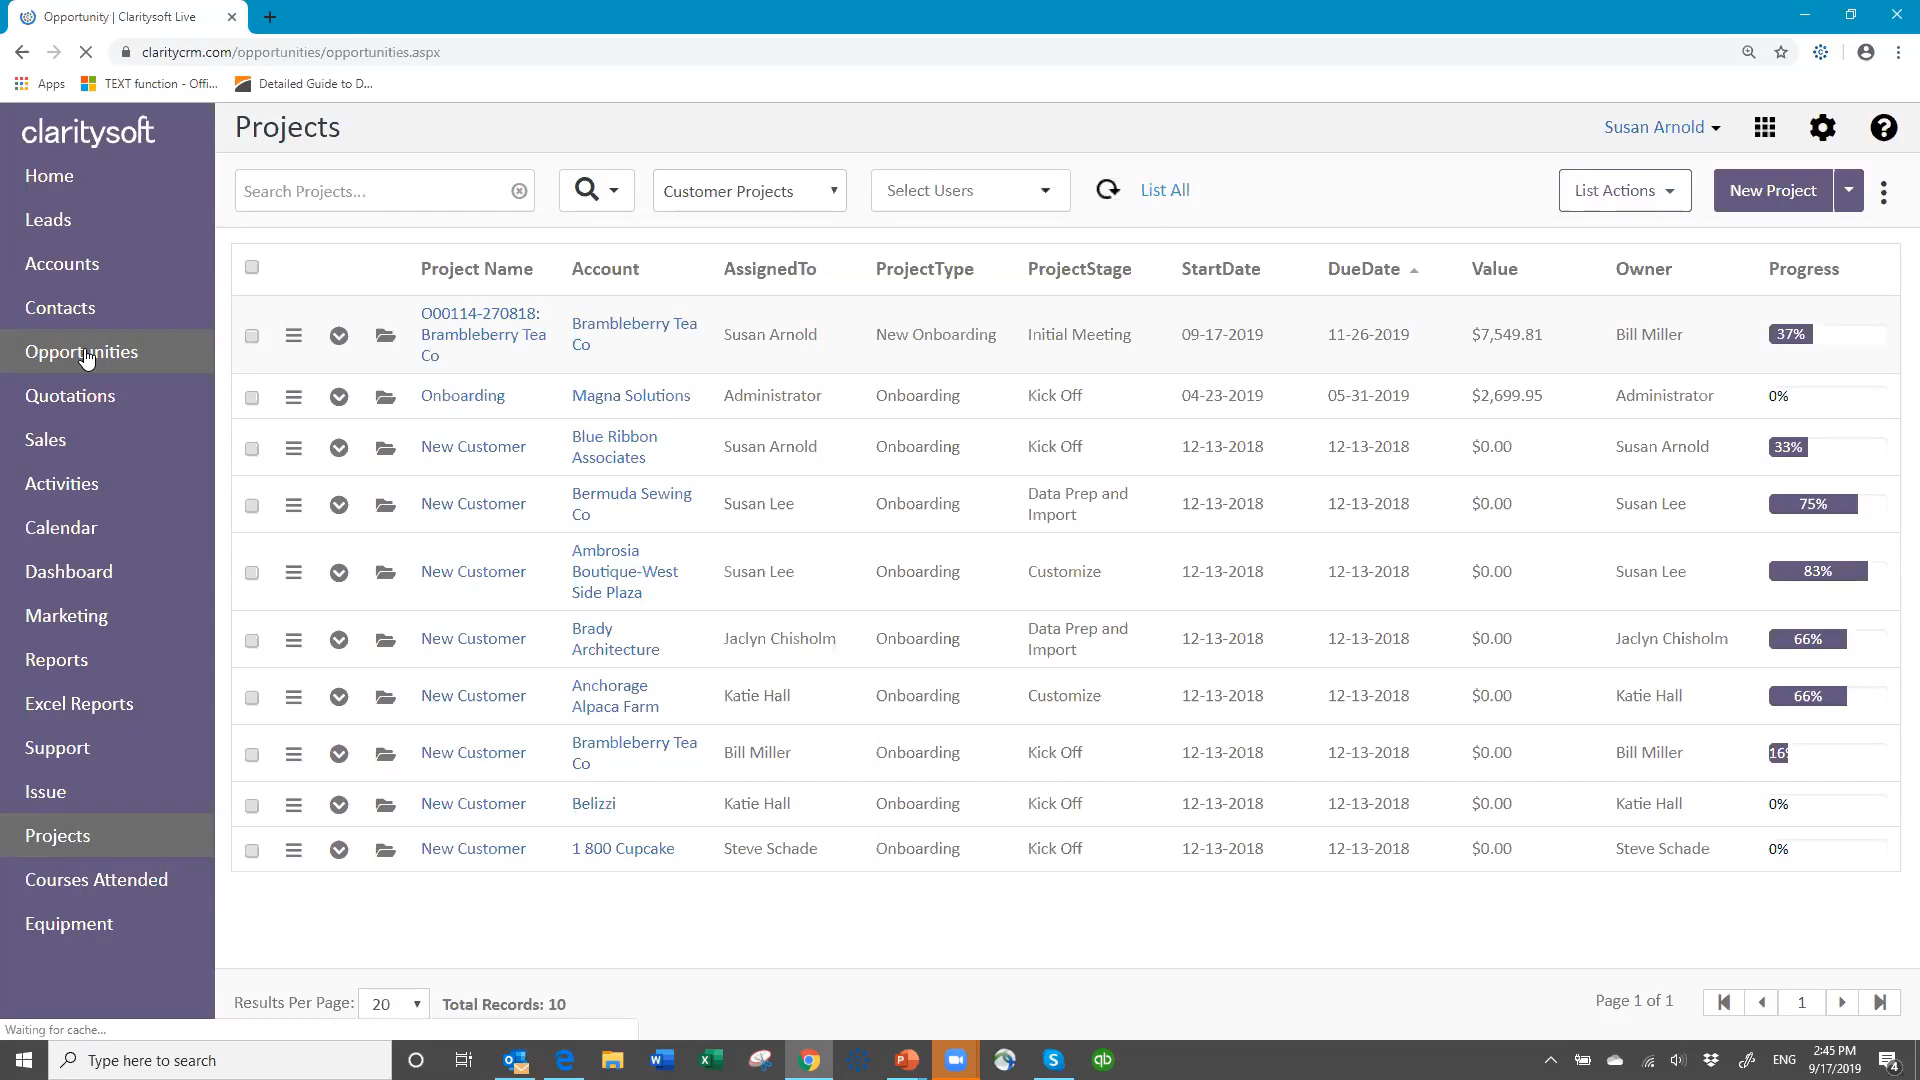 Opportunity | Claritysoft Live
claritycrm.com/opportunities/opportunities.aspx
Apps
TEXT function - Offi...
Detailed Guide to D...
claritysoft
Home
Leads
Accounts
Contacts
Opportunities
Quotations
Sales
Activities
Calendar
Dashboard
Marketing
Reports
Excel Reports
Support
Issue
Projects
Courses Attended
Equipment
Projects
Susan Arnold
Search Projects...
Customer Projects
Select Users
List All
List Actions
New Project
Project Name Account AssignedTo ProjectType ProjectStage StartDate DueDate Value Owner Progress
O00114-270818:
Brambleberry Tea
Co
Brambleberry Tea
Co
Susan Arnold New Onboarding Initial Meeting 09-17-2019 11-26-2019 $7,549.81 Bill Miller 37%
Onboarding Magna Solutions Administrator Onboarding Kick Off 04-23-2019 05-31-2019 $2,699.95 Administrator 0%
New Customer
Blue Ribbon
Associates
Susan Arnold Onboarding Kick Off 12-13-2018 12-13-2018 $0.00 Susan Arnold 33%
New Customer
Bermuda Sewing
Co
Susan Lee Onboarding
Data Prep and
Import
12-13-2018 12-13-2018 $0.00 Susan Lee 75%
New Customer
Ambrosia
Boutique-West
Side Plaza
Susan Lee Onboarding Customize 12-13-2018 12-13-2018 $0.00 Susan Lee 83%
New Customer
Brady
Architecture
Jaclyn Chisholm Onboarding
Data Prep and
Import
12-13-2018 12-13-2018 $0.00 Jaclyn Chisholm 66%
New Customer
Anchorage
Alpaca Farm
Katie Hall Onboarding Customize 12-13-2018 12-13-2018 $0.00 Katie Hall 66%
New Customer
Brambleberry Tea
Co
Bill Miller Onboarding Kick Off 12-13-2018 12-13-2018 $0.00 Bill Miller 16%
New Customer Belizzi Katie Hall Onboarding Kick Off 12-13-2018 12-13-2018 $0.00 Katie Hall 0%
New Customer 1 800 Cupcake Steve Schade Onboarding Kick Off 12-13-2018 12-13-2018 $0.00 Steve Schade 0%
Results Per Page: 20 Total Records: 10
Page 1 of 1
1
Waiting for cache...
Type here to search
ENG
2:45 PM
9/17/2019
4